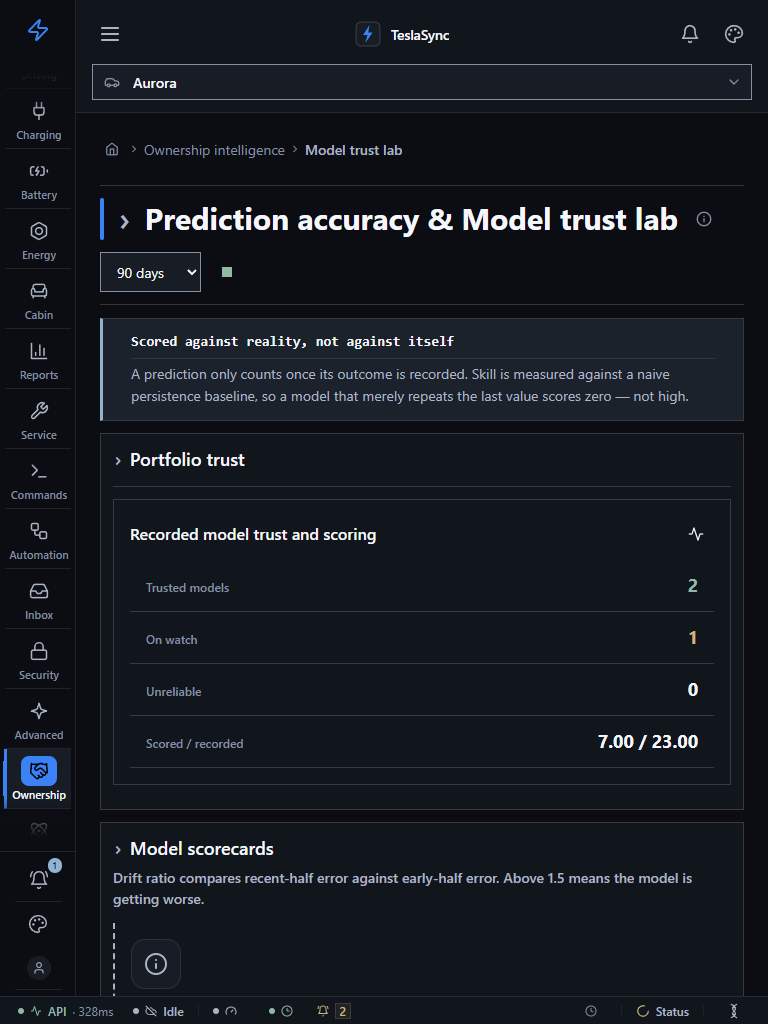 TeslaSync
Aurora
Driving
Charging
Battery
Energy
Cabin
Reports
Service
Commands
Automation
Inbox
Security
Advanced
Ownership
1
Ownership intelligence > Model trust lab
› Prediction accuracy & Model trust lab
90 days
Scored against reality, not against itself
A prediction only counts once its outcome is recorded. Skill is measured against a naive
persistence baseline, so a model that merely repeats the last value scores zero — not high.
› Portfolio trust
Recorded model trust and scoring
Trusted models 2
On watch 1
Unreliable 0
Scored / recorded 7.00 / 23.00
› Model scorecards
Drift ratio compares recent-half error against early-half error. Above 1.5 means the model is
getting worse.
API · 328ms Idle 2 Status